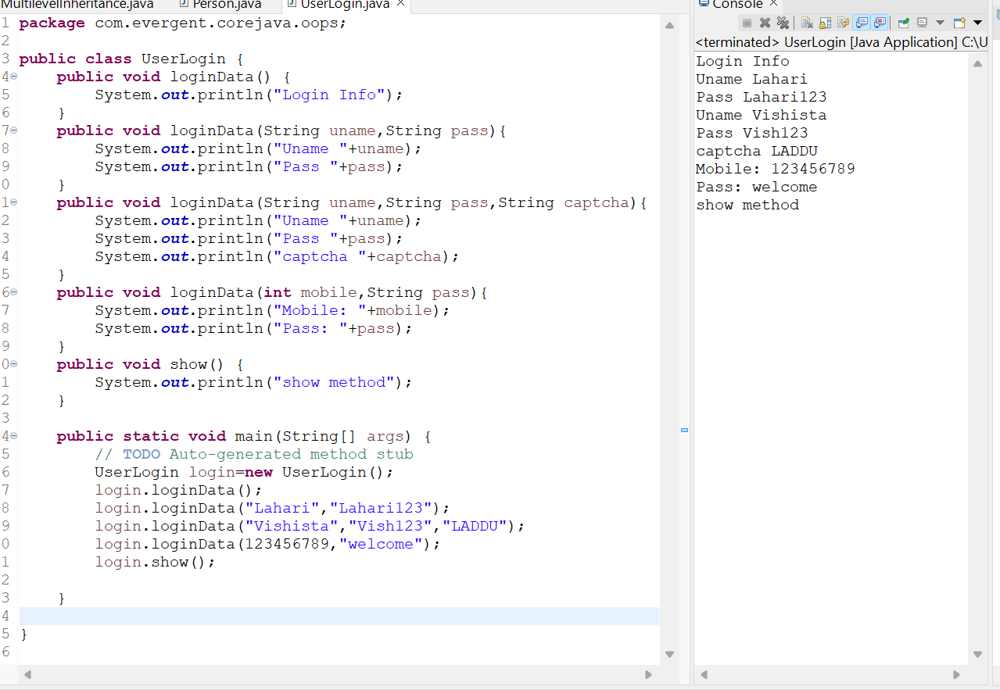 MultilevelInheritance.java Person.java UserLogin.java
1 package com.evergent.corejava.oops;
2
3 public class UserLogin {
4 public void loginData() {
5 System.out.println("Login Info");
6 }
7 public void loginData(String uname,String pass){
8 System.out.println("Uname "+uname);
9 System.out.println("Pass "+pass);
0 }
1 public void loginData(String uname,String pass,String captcha){
2 System.out.println("Uname "+uname);
3 System.out.println("Pass "+pass);
4 System.out.println("captcha "+captcha);
5 }
6 public void loginData(int mobile,String pass){
7 System.out.println("Mobile: "+mobile);
8 System.out.println("Pass: "+pass);
9 }
0 public void show() {
1 System.out.println("show method");
2 }
3
4 public static void main(String[] args) {
5 // TODO Auto-generated method stub
6 UserLogin login=new UserLogin();
7 login.loginData();
8 login.loginData("Lahari","Lahari123");
9 login.loginData("Vishista","Vish123","LADDU");
0 login.loginData(123456789,"welcome");
1 login.show();
2
3 }
4
5 }
6
Console
<terminated> UserLogin [Java Application] C:\U
Login Info
Uname Lahari
Pass Lahari123
Uname Vishista
Pass Vish123
captcha LADDU
Mobile: 123456789
Pass: welcome
show method